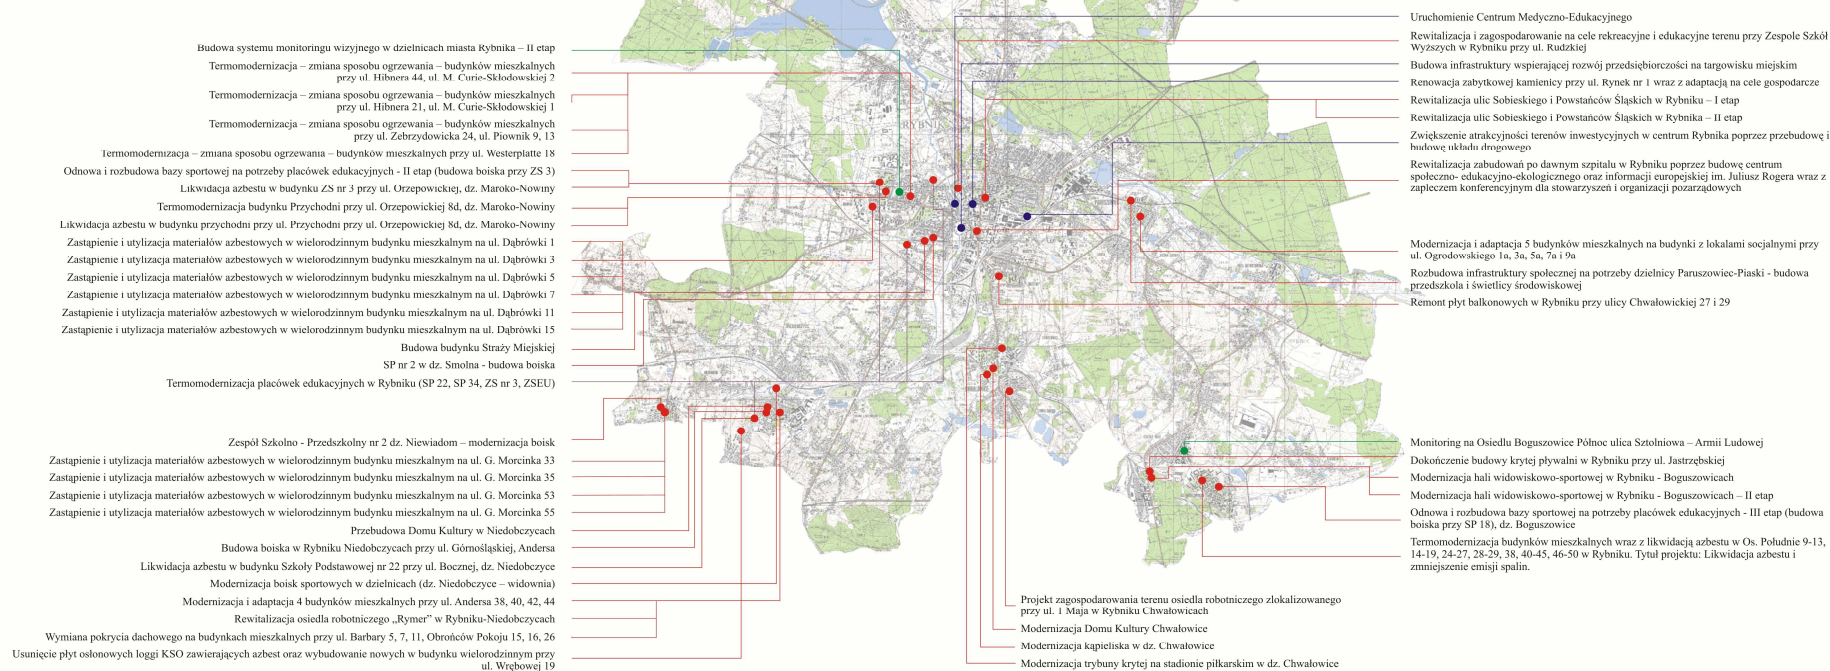 Budowa systemu monitoringu wizyjnego w dzielnicach miasta Rybnika – II etap
Termomodernizacja – zmiana sposobu ogrzewania – budynków mieszkalnych
przy ul. Hibnera 44, ul. M. Curie-Skłodowskiej 2
Termomodernizacja – zmiana sposobu ogrzewania – budynków mieszkalnych
przy ul. Hibnera 21, ul. M. Curie-Skłodowskiej 1
Termomodernizacja – zmiana sposobu ogrzewania – budynków mieszkalnych
przy ul. Zebrzydowicka 24, ul. Piownik 9, 13
Termomodernizacja – zmiana sposobu ogrzewania – budynków mieszkalnych przy ul. Westerplatte 18
Odnowa i rozbudowa bazy sportowej na potrzeby placówek edukacyjnych - II etap (budowa boiska przy ZS 3)
Likwidacja azbestu w budynku ZS nr 3 przy ul. Orzepowickiej, dz. Maroko-Nowiny
Termomodernizacja budynku Przychodni przy ul. Orzepowickiej 8d, dz. Maroko-Nowiny
Likwidacja azbestu w budynku przychodni przy ul. Przychodni przy ul. Orzepowickiej 8d, dz. Maroko-Nowiny
Zastąpienie i utylizacja materiałów azbestowych w wielorodzinnym budynku mieszkalnym na ul. Dąbrówki 1
Zastąpienie i utylizacja materiałów azbestowych w wielorodzinnym budynku mieszkalnym na ul. Dąbrówki 3
Zastąpienie i utylizacja materiałów azbestowych w wielorodzinnym budynku mieszkalnym na ul. Dąbrówki 5
Zastąpienie i utylizacja materiałów azbestowych w wielorodzinnym budynku mieszkalnym na ul. Dąbrówki 7
Zastąpienie i utylizacja materiałów azbestowych w wielorodzinnym budynku mieszkalnym na ul. Dąbrówki 11
Zastąpienie i utylizacja materiałów azbestowych w wielorodzinnym budynku mieszkalnym na ul. Dąbrówki 15
Budowa budynku Straży Miejskiej
SP nr 2 w dz. Smolna - budowa boiska
Termomodernizacja placówek edukacyjnych w Rybniku (SP 22, SP 34, ZS nr 3, ZSEU)
Zespół Szkolno - Przedszkolny nr 2 dz. Niewiadom – modernizacja boisk
Zastąpienie i utylizacja materiałów azbestowych w wielorodzinnym budynku mieszkalnym na ul. G. Morcinka 33
Zastąpienie i utylizacja materiałów azbestowych w wielorodzinnym budynku mieszkalnym na ul. G. Morcinka 35
Zastąpienie i utylizacja materiałów azbestowych w wielorodzinnym budynku mieszkalnym na ul. G. Morcinka 53
Zastąpienie i utylizacja materiałów azbestowych w wielorodzinnym budynku mieszkalnym na ul. G. Morcinka 55
Przebudowa Domu Kultury w Niedobczycach
Budowa boiska w Rybniku Niedobczycach przy ul. Górnośląskiej, Andersa
Likwidacja azbestu w budynku Szkoły Podstawowej nr 22 przy ul. Bocznej, dz. Niedobczyce
Modernizacja boisk sportowych w dzielnicach (dz. Niedobczyce – widownia)
Modernizacja i adaptacja 4 budynków mieszkalnych przy ul. Andersa 38, 40, 42, 44
Rewitalizacja osiedla robotniczego „Rymer” w Rybniku-Niedobczycach
Wymiana pokrycia dachowego na budynkach mieszkalnych przy ul. Barbary 5, 7, 11, Obrońców Pokoju 15, 16, 26
Usunięcie płyt osłonowych loggi KSO zawierających azbest oraz wybudowanie nowych w budynku wielorodzinnym przy
ul. Wrębowej 19
RYBNIK
Uruchomienie Centrum Medyczno-Edukacyjnego
Rewitalizacja i zagospodarowanie na cele rekreacyjne i edukacyjne terenu przy Zespole Szkół
Wyższych w Rybniku przy ul. Rudzkiej
Budowa infrastruktury wspierającej rozwój przedsiębiorczości na targowisku miejskim
Renowacja zabytkowej kamienicy przy ul. Rynek nr 1 wraz z adaptacją na cele gospodarcze
Rewitalizacja ulic Sobieskiego i Powstańców Śląskich w Rybniku – I etap
Rewitalizacja ulic Sobieskiego i Powstańców Śląskich w Rybniku – II etap
Zwiększenie atrakcyjności terenów inwestycyjnych w centrum Rybnika poprzez przebudowę i
budowę układu drogowego
Rewitalizacja zabudowań po dawnym szpitalu w Rybniku poprzez budowę centrum
społeczno- edukacyjno-ekologicznego oraz informacji europejskiej im. Juliusz Rogera wraz z
zapleczem konferencyjnym dla stowarzyszeń i organizacji pozarządowych
Modernizacja i adaptacja 5 budynków mieszkalnych na budynki z lokalami socjalnymi przy
ul. Ogrodowskiego 1a, 3a, 5a, 7a i 9a
Rozbudowa infrastruktury społecznej na potrzeby dzielnicy Paruszowiec-Piaski - budowa
przedszkola i świetlicy środowiskowej
Remont płyt balkonowych w Rybniku przy ulicy Chwałowickiej 27 i 29
Monitoring na Osiedlu Boguszowice Północ ulica Sztolniowa – Armii Ludowej
Dokończenie budowy krytej pływalni w Rybniku przy ul. Jastrzębskiej
Modernizacja hali widowiskowo-sportowej w Rybniku - Boguszowicach
Modernizacja hali widowiskowo-sportowej w Rybniku - Boguszowicach – II etap
Odnowa i rozbudowa bazy sportowej na potrzeby placówek edukacyjnych - III etap (budowa
boiska przy SP 18), dz. Boguszowice
Termomodernizacja budynków mieszkalnych wraz z likwidacją azbestu w Os. Południe 9-13,
14-19, 24-27, 28-29, 38, 40-45, 46-50 w Rybniku. Tytuł projektu: Likwidacja azbestu i
zmniejszenie emisji spalin.
Projekt zagospodarowania terenu osiedla robotniczego zlokalizowanego
przy ul. 1 Maja w Rybniku Chwałowicach
Modernizacja Domu Kultury Chwałowice
Modernizacja kąpieliska w dz. Chwałowice
Modernizacja trybuny krytej na stadionie piłkarskim w dz. Chwałowice